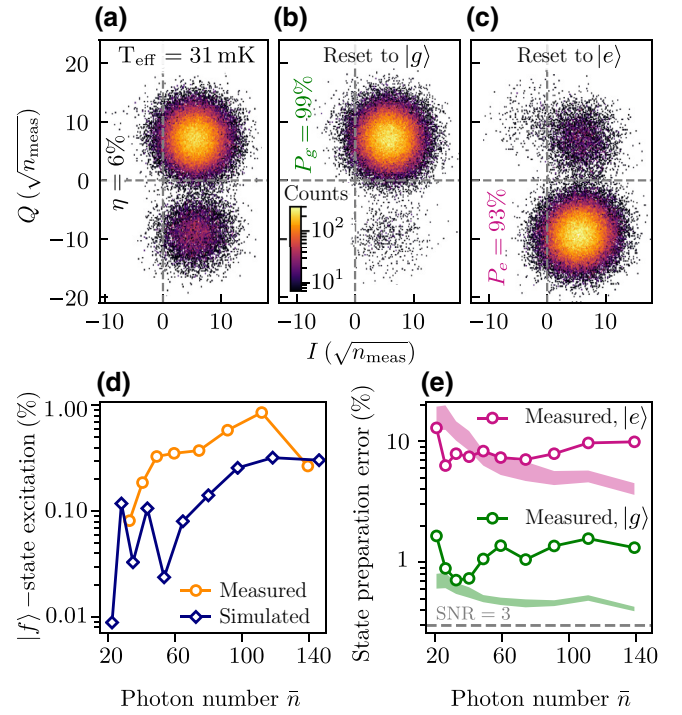 (a)
(b)
(c)
T_eff = 31 mK
Reset to |g⟩
Reset to |e⟩
Q (√n_meas)
20
10
0
−10
−20
η = 6%
P_g = 99%
P_e = 93%
Counts
10^2
10^1
−10 0 10
−10 0 10
−10 0 10
I (√n_meas)
(d)
(e)
|f⟩−state excitation (%)
1.00
0.10
0.01
Measured
Simulated
20 60 100 140
Photon number n̄
State preparation error (%)
10
1
Measured, |e⟩
Measured, |g⟩
SNR = 3
20 60 100 140
Photon number n̄